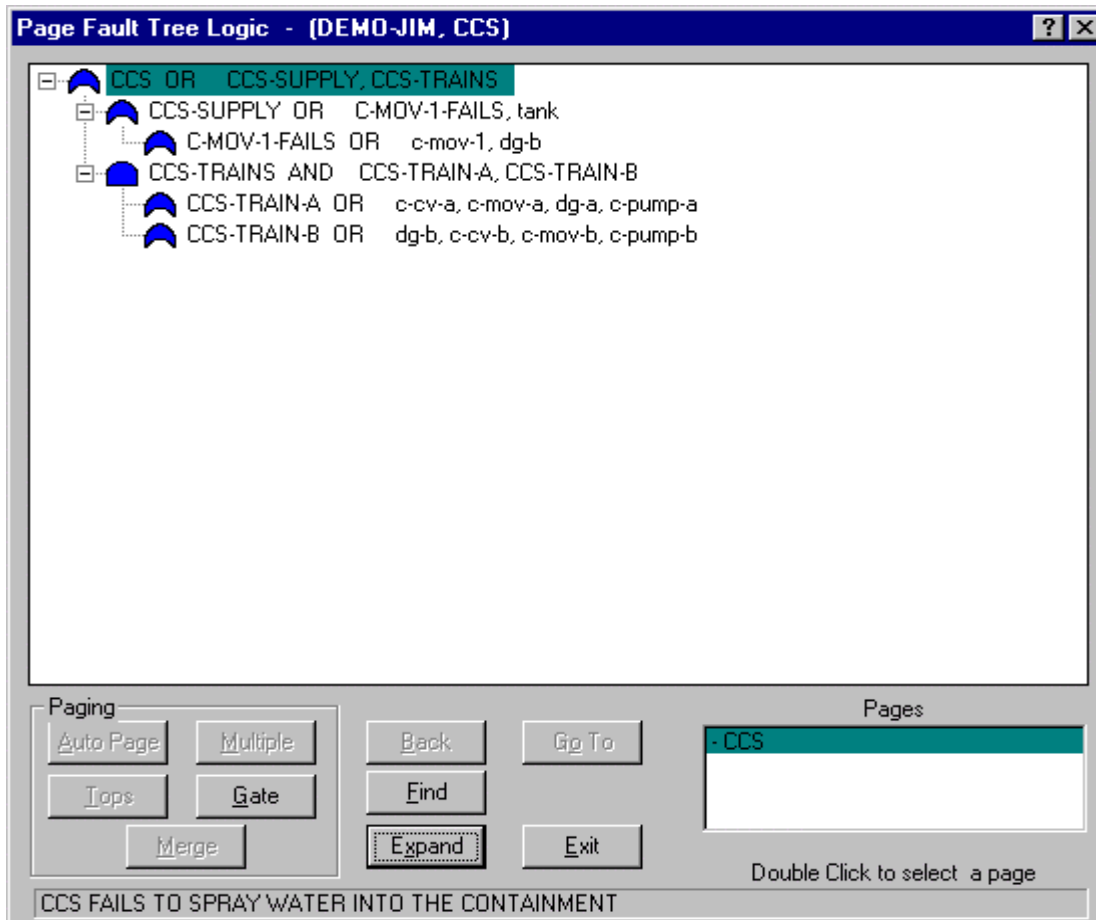 Page Fault Tree Logic - (DEMO-JIM, CCS)
CCS OR CCS-SUPPLY, CCS-TRAINS
CCS-SUPPLY OR C-MOV-1-FAILS, tank
C-MOV-1-FAILS OR c-mov-1, dg-b
CCS-TRAINS AND CCS-TRAIN-A, CCS-TRAIN-B
CCS-TRAIN-A OR c-cv-a, c-mov-a, dg-a, c-pump-a
CCS-TRAIN-B OR dg-b, c-cv-b, c-mov-b, c-pump-b
Paging
Auto Page
Multiple
Tops
Gate
Merge
Back
Go To
Find
Expand
Exit
Pages
- CCS
Double Click to select a page
CCS FAILS TO SPRAY WATER INTO THE CONTAINMENT